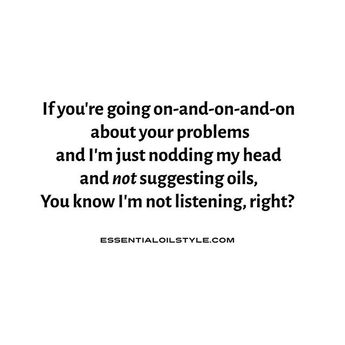 If you're going on-and-on-and-on
about your problems
and I'm just nodding my head
and not suggesting oils,
You know I'm not listening, right?
ESSENTIALOILSTYLE.COM